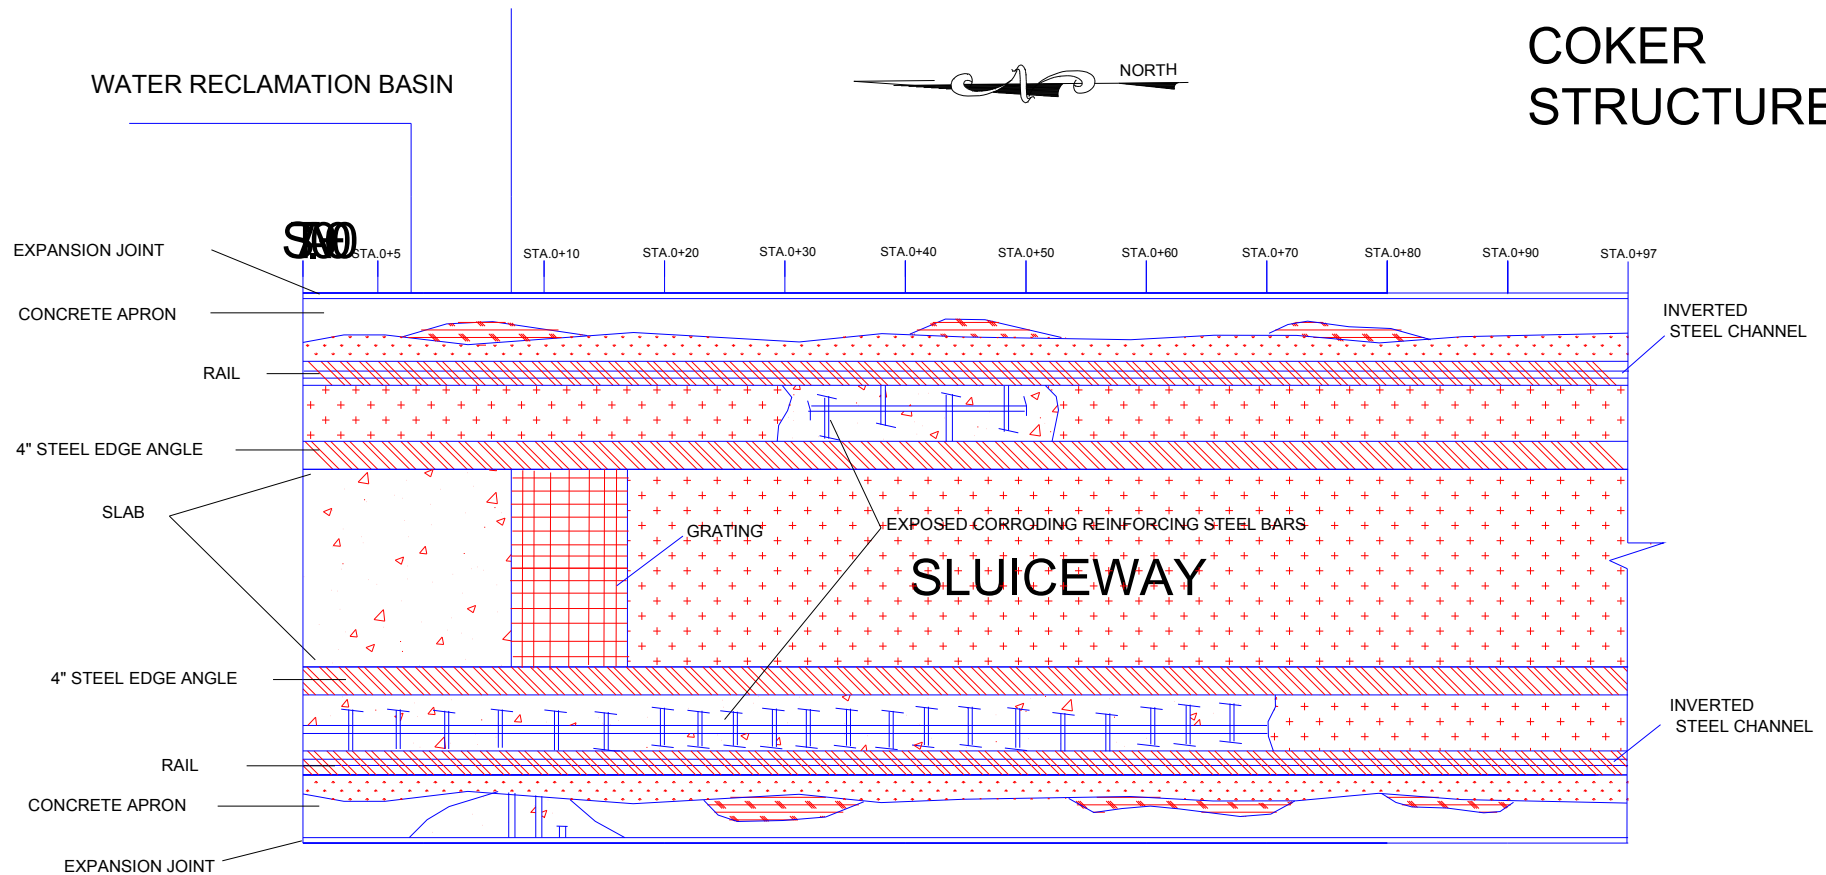 COKER
STRUCTURE
WATER RECLAMATION BASIN
NORTH
EXPANSION JOINT
STA.0+5
STA.0+10
STA.0+20
STA.0+30
STA.0+40
STA.0+50
STA.0+60
STA.0+70
STA.0+80
STA.0+90
STA.0+97
CONCRETE APRON
INVERTED
STEEL CHANNEL
RAIL
4" STEEL EDGE ANGLE
SLAB
GRATING
EXPOSED CORRODING REINFORCING STEEL BARS
SLUICEWAY
4" STEEL EDGE ANGLE
INVERTED
STEEL CHANNEL
RAIL
CONCRETE APRON
EXPANSION JOINT